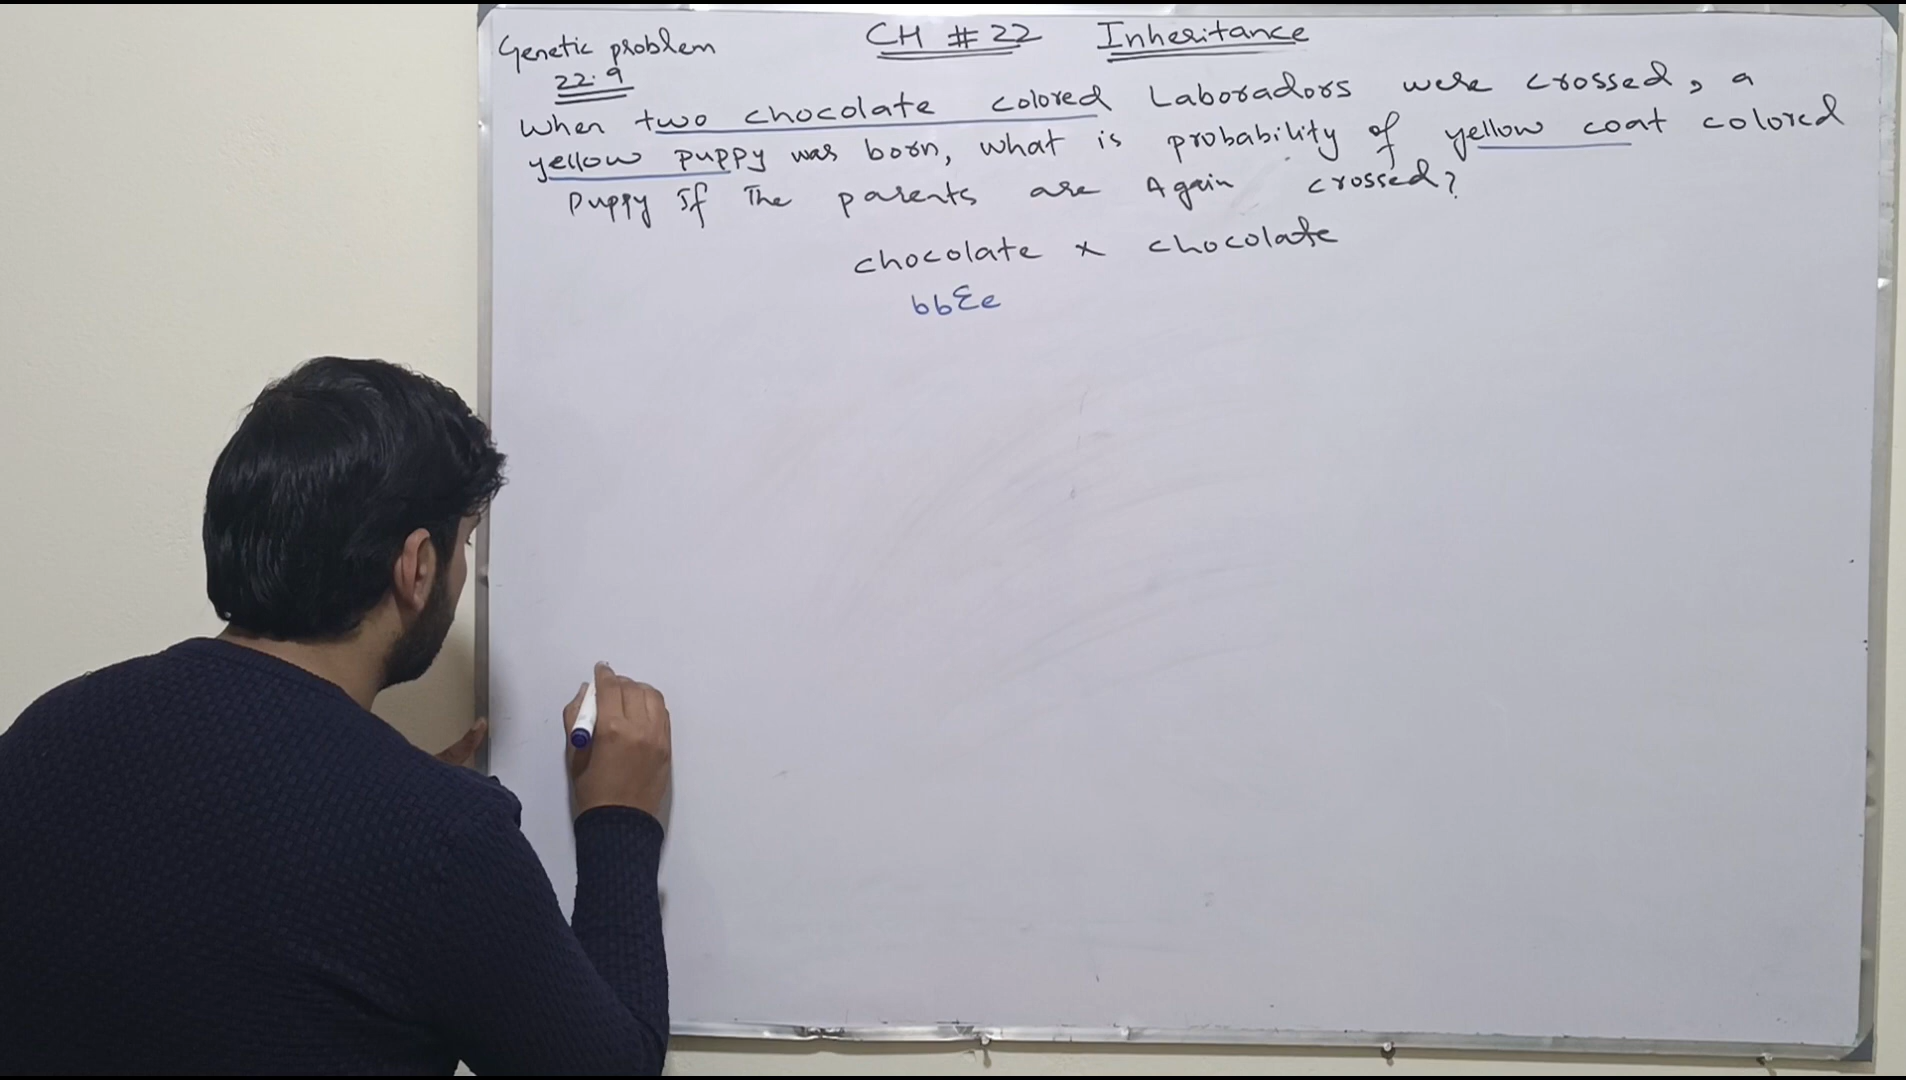 Genetic problem
22.9
CH # 22 Inheritance
When two chocolate colored Laboradors were crossed, a
yellow puppy was born, what is probability of yellow coat colored
Puppy If The parents are Again crossed?
chocolate x chocolate
bbEe